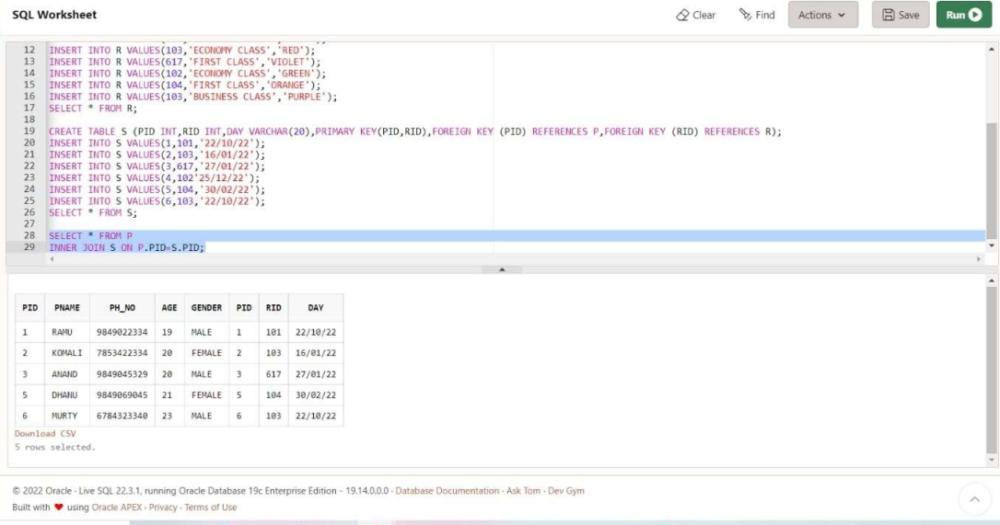 SQL Worksheet
Clear Find Actions Save Run
12 INSERT INTO R VALUES(103,'ECONOMY CLASS','RED');
13 INSERT INTO R VALUES(617,'FIRST CLASS','VIOLET');
14 INSERT INTO R VALUES(102,'ECONOMY CLASS','GREEN');
15 INSERT INTO R VALUES(104,'FIRST CLASS','ORANGE');
16 INSERT INTO R VALUES(103,'BUSINESS CLASS','PURPLE');
17 SELECT * FROM R;
18
19 CREATE TABLE S (PID INT,RID INT,DAY VARCHAR(20),PRIMARY KEY(PID,RID),FOREIGN KEY (PID) REFERENCES P,FOREIGN KEY (RID) REFERENCES R);
20 INSERT INTO S VALUES(1,101,'22/10/22');
21 INSERT INTO S VALUES(2,103,'16/01/22');
22 INSERT INTO S VALUES(3,617,'27/01/22');
23 INSERT INTO S VALUES(4,102'25/12/22');
24 INSERT INTO S VALUES(5,104,'30/02/22');
25 INSERT INTO S VALUES(6,103,'22/10/22');
26 SELECT * FROM S;
27
28 SELECT * FROM P
29 INNER JOIN S ON P.PID=S.PID;
PID PNAME PH_NO AGE GENDER PID RID DAY
1 RAMU 9849022334 19 MALE 1 101 22/10/22
2 KOMALI 7853422334 20 FEMALE 2 103 16/01/22
3 ANAND 9849045329 20 MALE 3 617 27/01/22
5 DHANU 9849069045 21 FEMALE 5 104 30/02/22
6 MURTY 6784323340 23 MALE 6 103 22/10/22
Download CSV
5 rows selected.
© 2022 Oracle · Live SQL 22.3.1, running Oracle Database 19c Enterprise Edition - 19.14.0.0.0 · Database Documentation · Ask Tom · Dev Gym
Built with ❤ using Oracle APEX · Privacy · Terms of Use